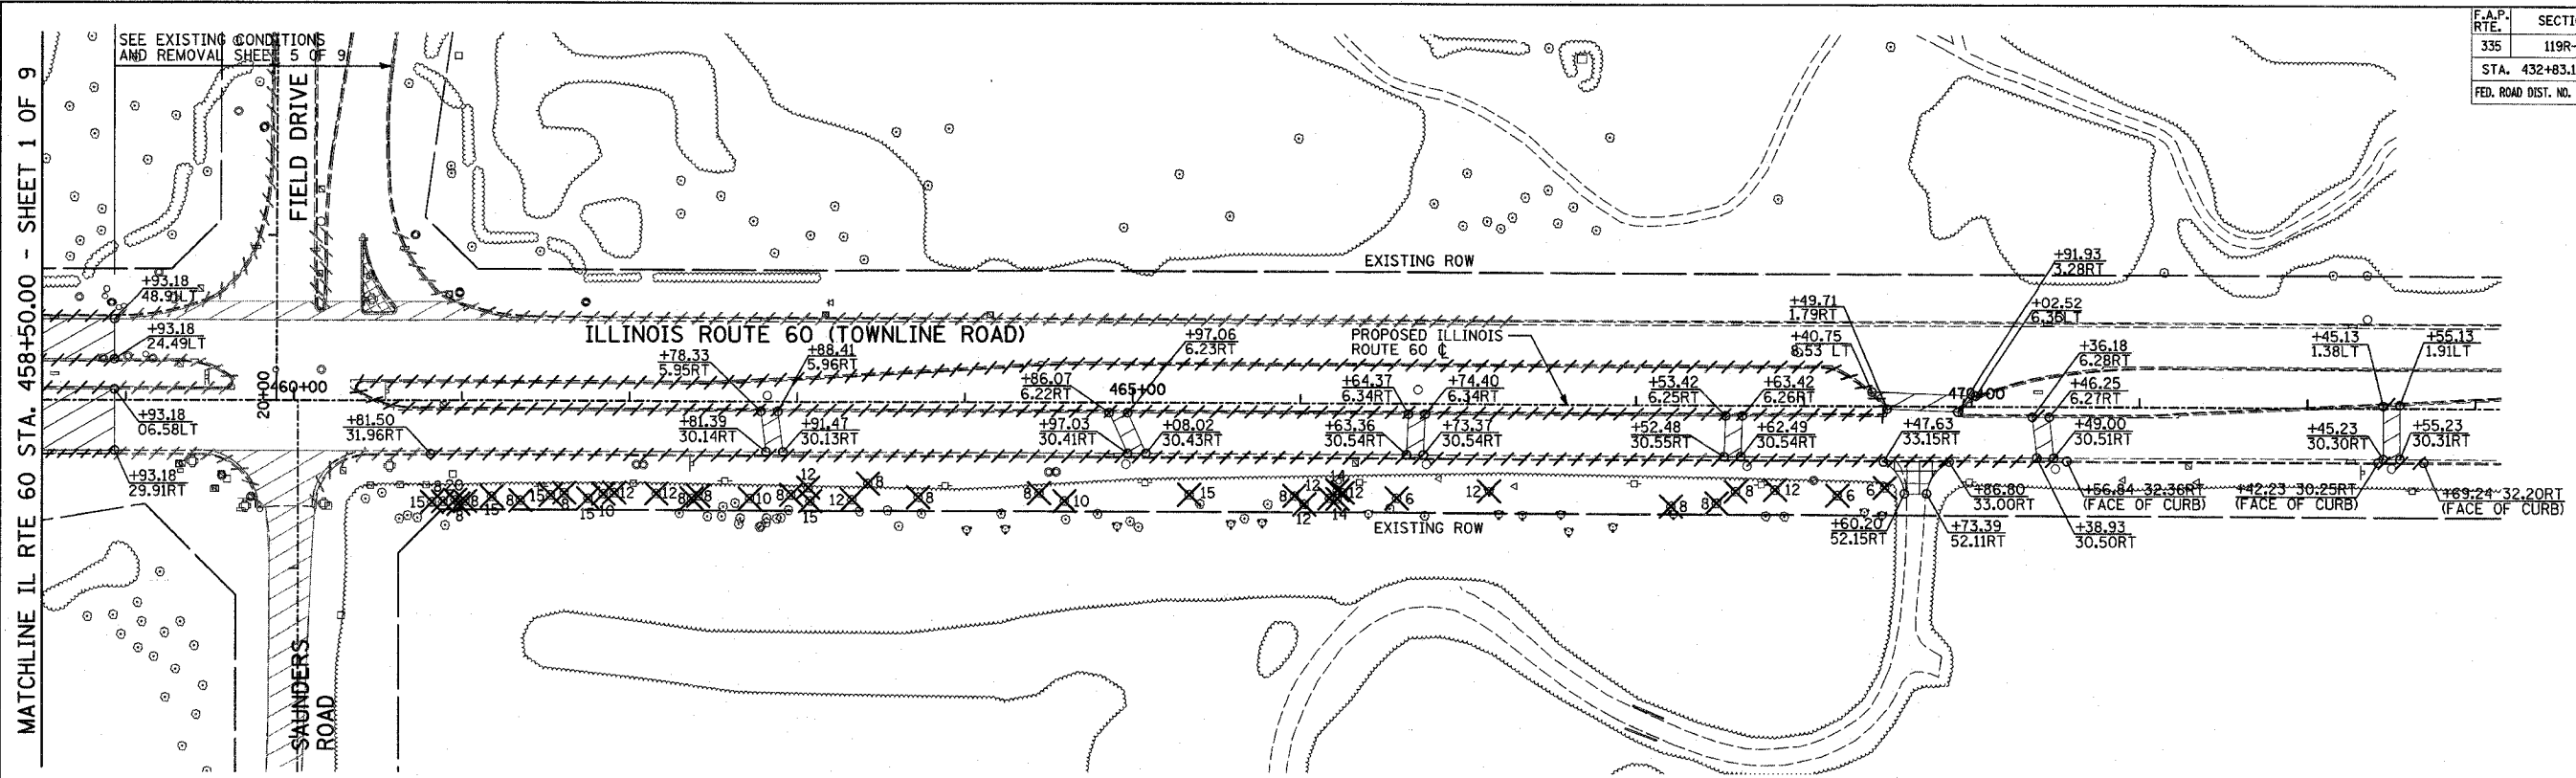 F.A.P. RTE.
SECTI
335
119R-
STA. 432+83.1
FED. ROAD DIST. NO.
MATCHLINE IL RTE 60 STA. 458+50.00 - SHEET 1 OF 9
SEE EXISTING CONDITIONS
AND REMOVAL SHEET 5 OF 9
FIELD DRIVE
EXISTING ROW
+93.18
48.91LT
+93.18
24.49LT
+93.18
06.58LT
+93.18
29.91RT
20+00
460+00
ILLINOIS ROUTE 60 (TOWNLINE ROAD)
PROPOSED ILLINOIS
ROUTE 60 ℄
+81.50
31.96RT
+78.33
5.95RT
+88.41
5.96RT
+81.39
30.14RT
+91.47
30.13RT
+86.07
6.22RT
+97.06
6.23RT
465+00
+97.03
30.41RT
+08.02
30.43RT
+64.37
6.34RT
+74.40
6.34RT
+63.36
30.54RT
+73.37
30.54RT
+53.42
6.25RT
+63.42
6.26RT
+52.48
30.55RT
+62.49
30.54RT
+49.71
1.79RT
+40.75
8.53 LT
+91.93
3.28RT
+02.52
6.36LT
470+00
+36.18
6.28RT
+46.25
6.27RT
+47.63
33.15RT
+49.00
30.51RT
+45.13
1.38LT
+55.13
1.91LT
+45.23
30.30RT
+55.23
30.31RT
+86.80
33.00RT
+56.84 32.36RT
(FACE OF CURB)
+42.23 30.25RT
(FACE OF CURB)
+69.24 32.20RT
(FACE OF CURB)
+60.20
52.15RT
+73.39
52.11RT
+38.93
30.50RT
EXISTING ROW
SAUNDERS
ROAD